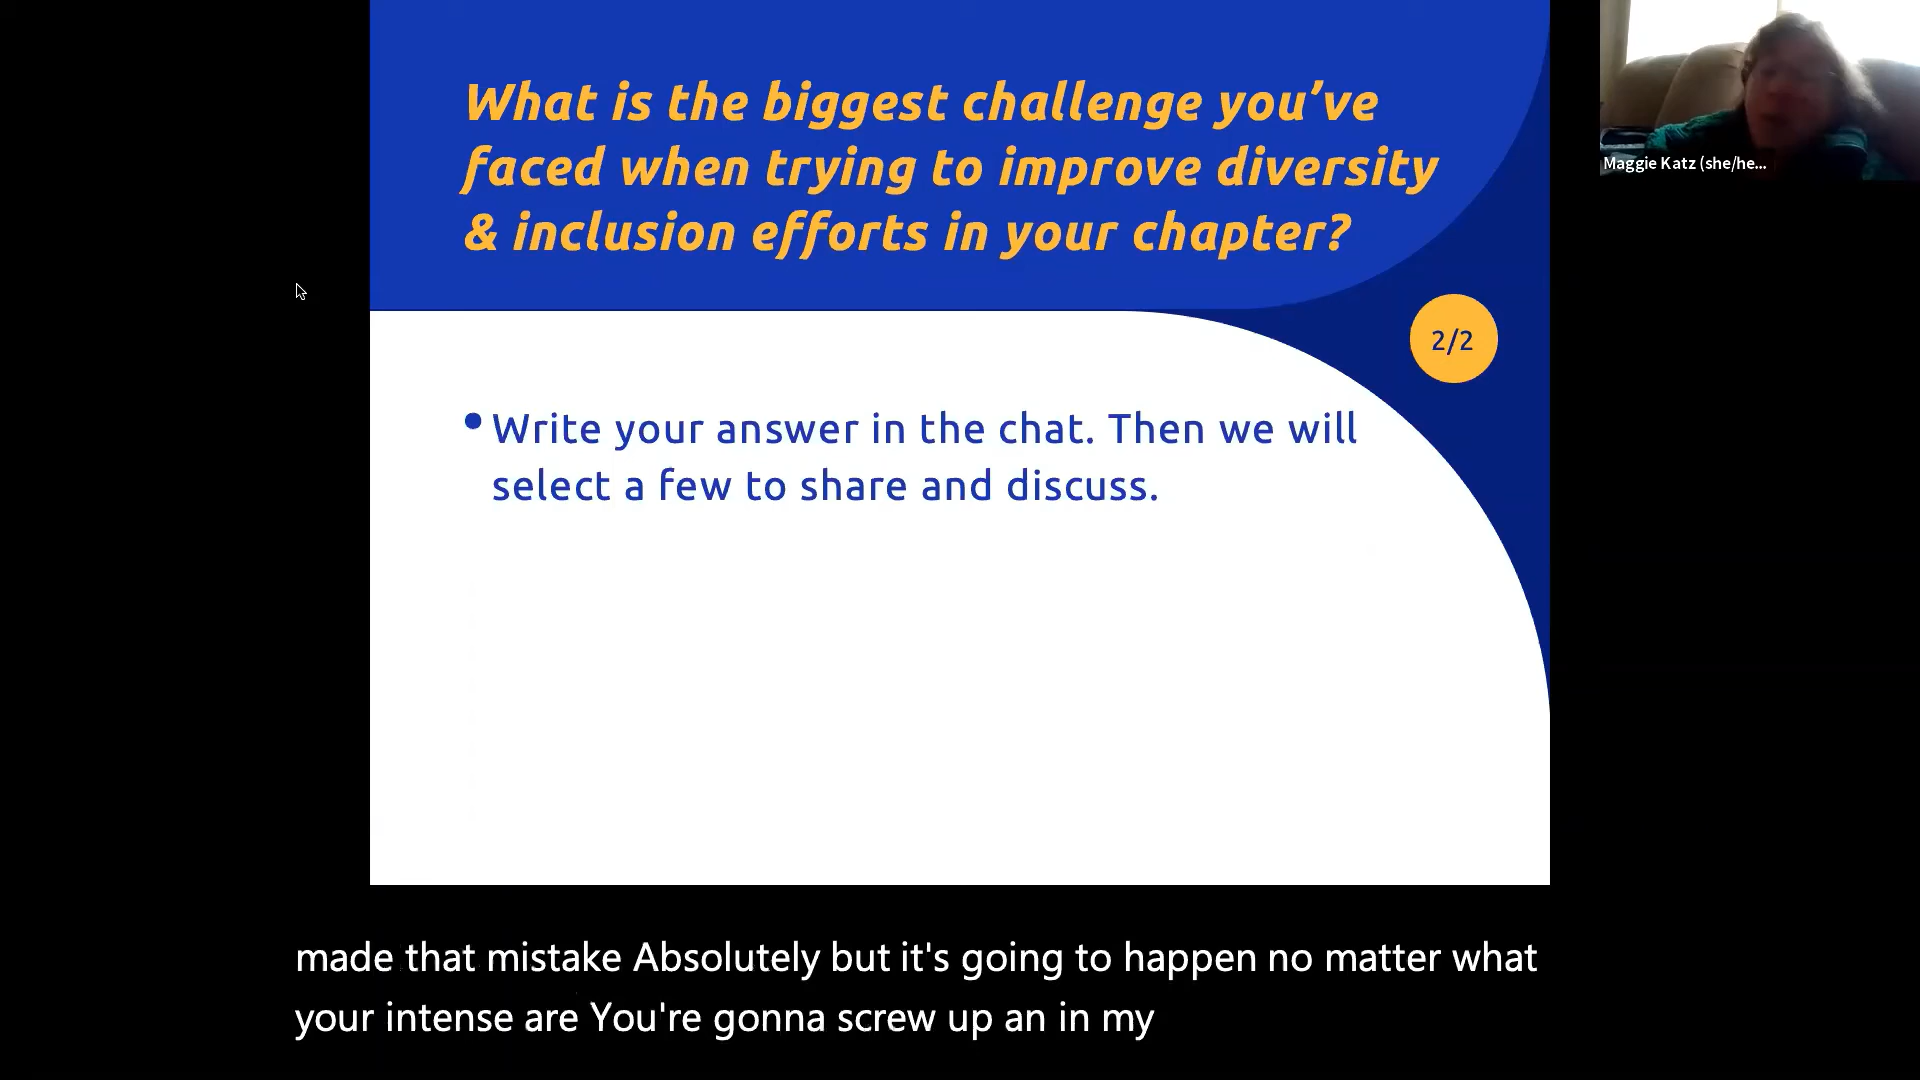 What is the biggest challenge you’ve
faced when trying to improve diversity
& inclusion efforts in your chapter?
2/2
• Write your answer in the chat. Then we will
select a few to share and discuss.
Maggie Katz (she/he...
made that mistake Absolutely but it's going to happen no matter what
your intense are You're gonna screw up an in my